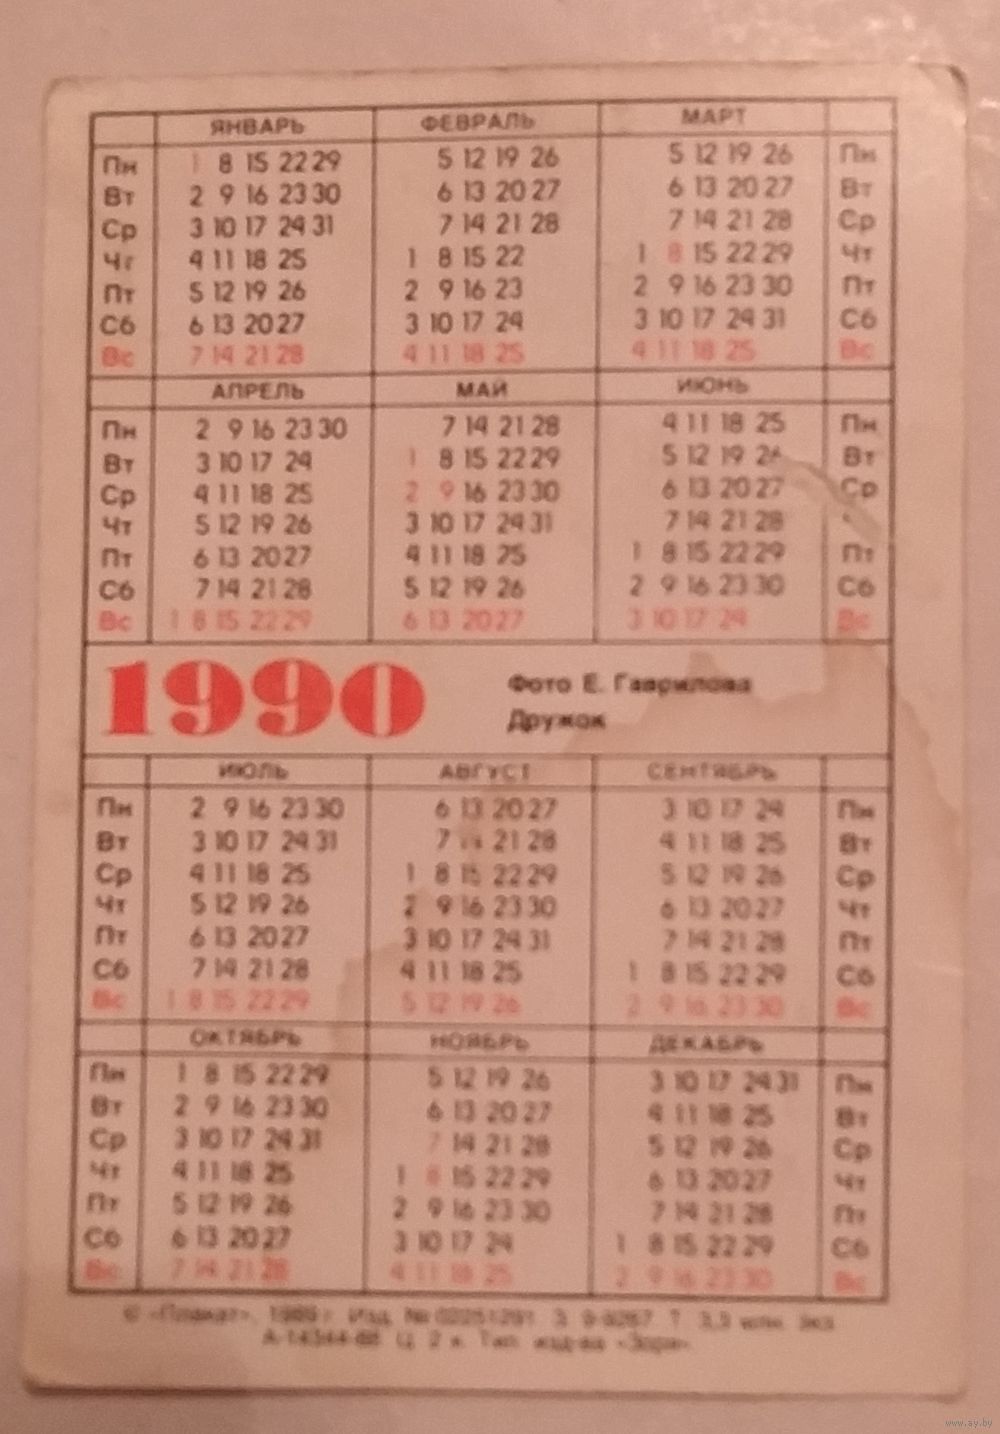 ЯНВАРЬ ФЕВРАЛЬ МАРТ
Пн 1 8 15 22 29 5 12 19 26 5 12 19 26 Пн
Вт 2 9 16 23 30 6 13 20 27 6 13 20 27 Вт
Ср 3 10 17 24 31 7 14 21 28 7 14 21 28 Ср
Чт 4 11 18 25 1 8 15 22 1 8 15 22 29 Чт
Пт 5 12 19 26 2 9 16 23 2 9 16 23 30 Пт
Сб 6 13 20 27 3 10 17 24 3 10 17 24 31 Сб
Вс 7 14 21 28 4 11 18 25 4 11 18 25 Вс
АПРЕЛЬ МАЙ ИЮНЬ
Пн 2 9 16 23 30 7 14 21 28 4 11 18 25 Пн
Вт 3 10 17 24 1 8 15 22 29 5 12 19 26 Вт
Ср 4 11 18 25 2 9 16 23 30 6 13 20 27 Ср
Чт 5 12 19 26 3 10 17 24 31 7 14 21 28
Пт 6 13 20 27 4 11 18 25 1 8 15 22 29 Пт
Сб 7 14 21 28 5 12 19 26 2 9 16 23 30 Сб
Вс 1 8 15 22 29 6 13 20 27 3 10 17 24 Вс
1990 Фото Е. Гаврилова
Дружок
ИЮЛЬ АВГУСТ СЕНТЯБРЬ
Пн 2 9 16 23 30 6 13 20 27 3 10 17 24 Пн
Вт 3 10 17 24 31 7 14 21 28 4 11 18 25 Вт
Ср 4 11 18 25 1 8 15 22 29 5 12 19 26 Ср
Чт 5 12 19 26 2 9 16 23 30 6 13 20 27 Чт
Пт 6 13 20 27 3 10 17 24 31 7 14 21 28 Пт
Сб 7 14 21 28 4 11 18 25 1 8 15 22 29 Сб
Вс 1 8 15 22 29 5 12 19 26 2 9 16 23 30 Вс
ОКТЯБРЬ НОЯБРЬ ДЕКАБРЬ
Пн 1 8 15 22 29 5 12 19 26 3 10 17 24 31 Пн
Вт 2 9 16 23 30 6 13 20 27 4 11 18 25 Вт
Ср 3 10 17 24 31 7 14 21 28 5 12 19 26 Ср
Чт 4 11 18 25 1 8 15 22 29 6 13 20 27 Чт
Пт 5 12 19 26 2 9 16 23 30 7 14 21 28 Пт
Сб 6 13 20 27 3 10 17 24 1 8 15 22 29 Сб
Вс 7 14 21 28 4 11 18 25 2 9 16 23 30 Вс
© «Плакат», 1989 г. Изд. № З. Т. 3,3 млн. экз.
Ц. 2 к. Тип. изд-ва
www.ay.by